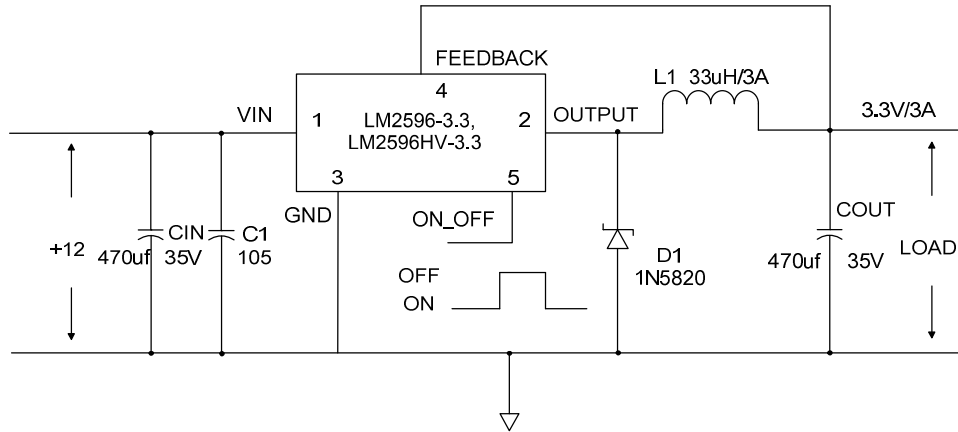 FEEDBACK
L1 33uH/3A
4
VIN
1
LM2596-3.3,
LM2596HV-3.3
2
OUTPUT
3.3V/3A
3
5
GND
ON_OFF
+12
CIN
470uf 35V
C1
105
OFF
ON
D1
1N5820
COUT
470uf 35V
LOAD